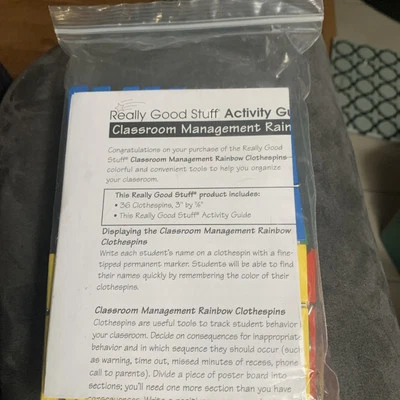 Really Good Stuff® Activity Gu
Classroom Management Rain
Congratulations on your purchase of the Really Good
Stuff® Classroom Management Rainbow Clothespins
colorful and convenient tools to help you organize
your classroom.
This Really Good Stuff® product includes:
• 36 Clothespins, 3" by ⅜"
• This Really Good Stuff® Activity Guide
Displaying the Classroom Management Rainbow
Clothespins
Write each student's name on a clothespin with a fine-
tipped permanent marker. Students will be able to find
their names quickly by remembering the color of their
clothespins.
Classroom Management Rainbow Clothespins
Clothespins are useful tools to track student behavior
your classroom. Decide on consequences for inappropriate
behavior and in which sequence they should occur (such
as warning, time out, missed minutes of recess, phone
call to parents). Divide a piece of poster board into
sections; you'll need one more section than you have
consequences. Write a